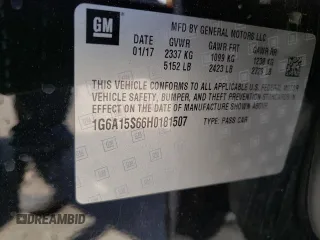 GM
MFD BY GENERAL MOTORS LLC
DATE GVWR GAWR FRT GAWR RR
01/17 2337 KG 1099 KG 1238 KG
5152 LB 2423 LB 2729 LB
THIS VEHICLE CONFORMS TO ALL APPLICABLE U.S. FEDERAL MOTOR
VEHICLE SAFETY, BUMPER, AND THEFT PREVENTION STANDARDS IN
EFFECT ON THE DATE OF MANUFACTURE SHOWN ABOVE.
1G6A15S66H0181507 TYPE: PASS CAR
DREAMBID